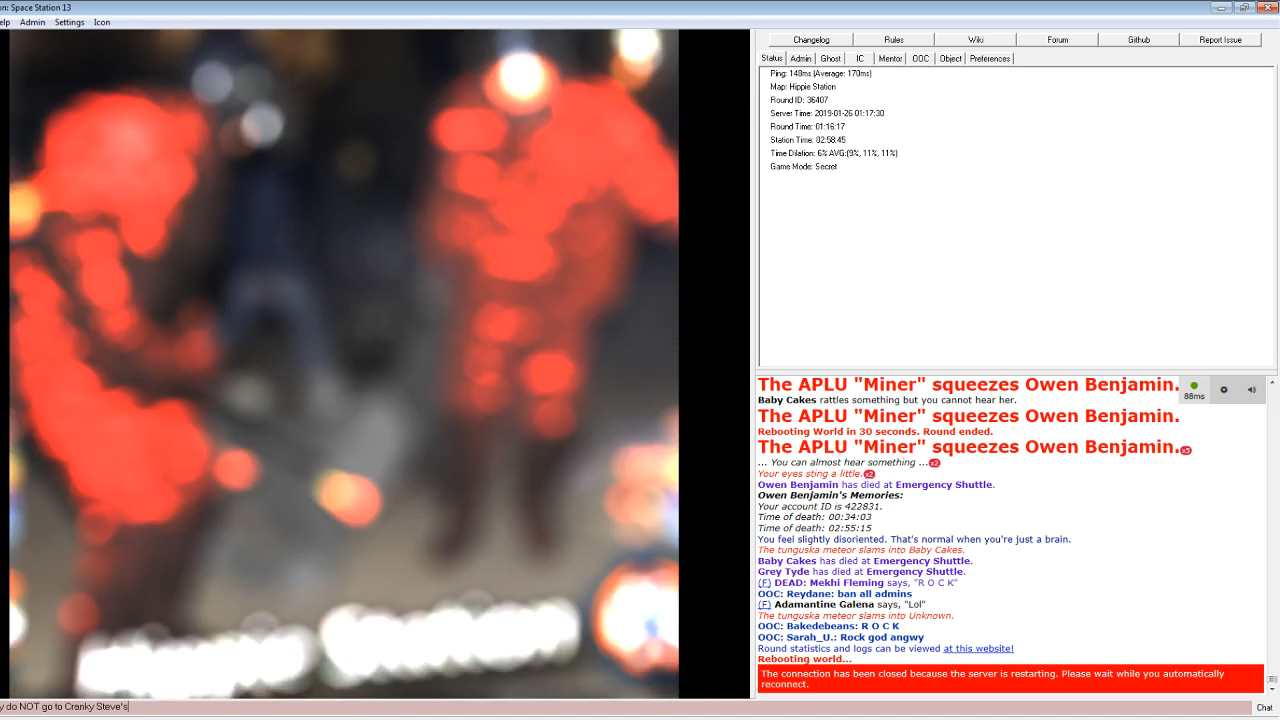 on: Space Station 13
elp Admin Settings Icon
Changelog Rules Wiki Forum Github Report Issue
Status Admin Ghost IC Mentor OOC Object Preferences
Ping: 148ms (Average: 170ms)
Map: Hippie Station
Round ID: 36407
Server Time: 2019-01-26 01:17:30
Round Time: 01:16:17
Station Time: 02:58:45
Time Dilation: 6% AVG:(9%, 11%, 11%)
Game Mode: Secret
The APLU "Miner" squeezes Owen Benjamin.
88ms
Baby Cakes rattles something but you cannot hear her.
The APLU "Miner" squeezes Owen Benjamin.
Rebooting World in 30 seconds. Round ended.
The APLU "Miner" squeezes Owen Benjamin. x5
... You can almost hear something ... x2
Your eyes sting a little. x2
Owen Benjamin has died at Emergency Shuttle.
Owen Benjamin's Memories:
Your account ID is 422831.
Time of death: 00:34:03
Time of death: 02:55:15
You feel slightly disoriented. That's normal when you're just a brain.
The tunguska meteor slams into Baby Cakes.
Baby Cakes has died at Emergency Shuttle.
Grey Tyde has died at Emergency Shuttle.
(F) DEAD: Mekhi Fleming says, "R O C K"
OOC: Reydane: ban all admins
(F) Adamantine Galena says, "Lol"
The tunguska meteor slams into Unknown.
OOC: Bakedebeans: R O C K
OOC: Sarah_U.: Rock god angwy
Round statistics and logs can be viewed at this website!
Rebooting world...
The connection has been closed because the server is restarting. Please wait while you automatically
reconnect.
y do NOT go to Cranky Steve's
Chat